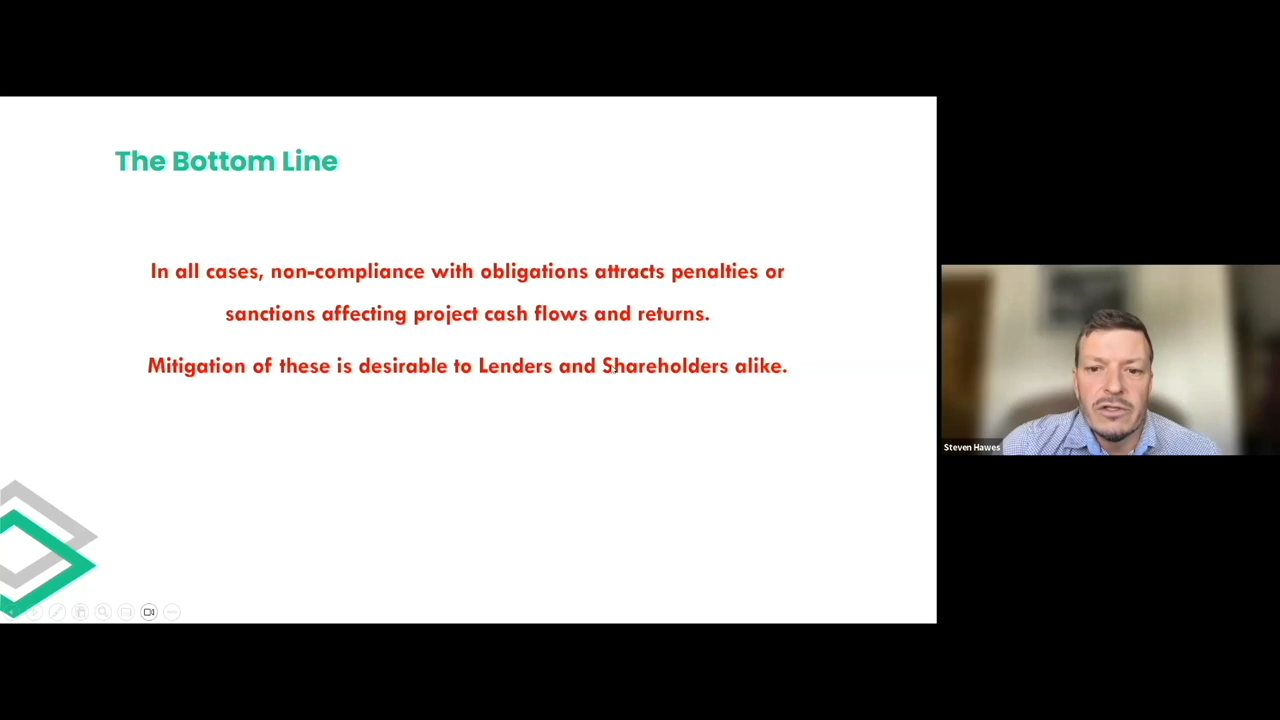 The Bottom Line
In all cases, non-compliance with obligations attracts penalties or
sanctions affecting project cash flows and returns.
Mitigation of these is desirable to Lenders and Shareholders alike.
Steven Hawes